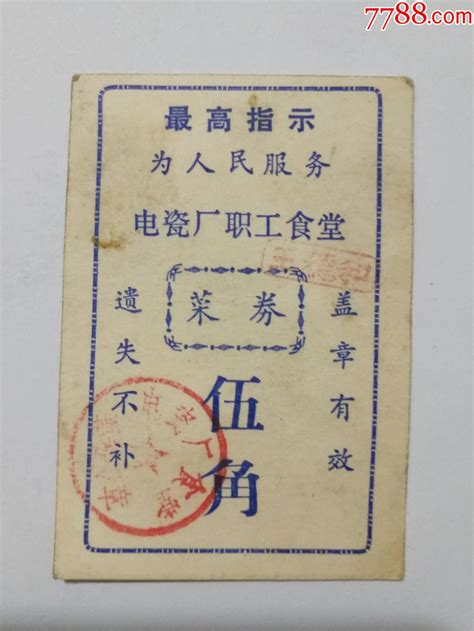 7788.com
最高指示
为人民服务
电瓷厂职工食堂
菜券
伍角
遗失不补
盖章有效